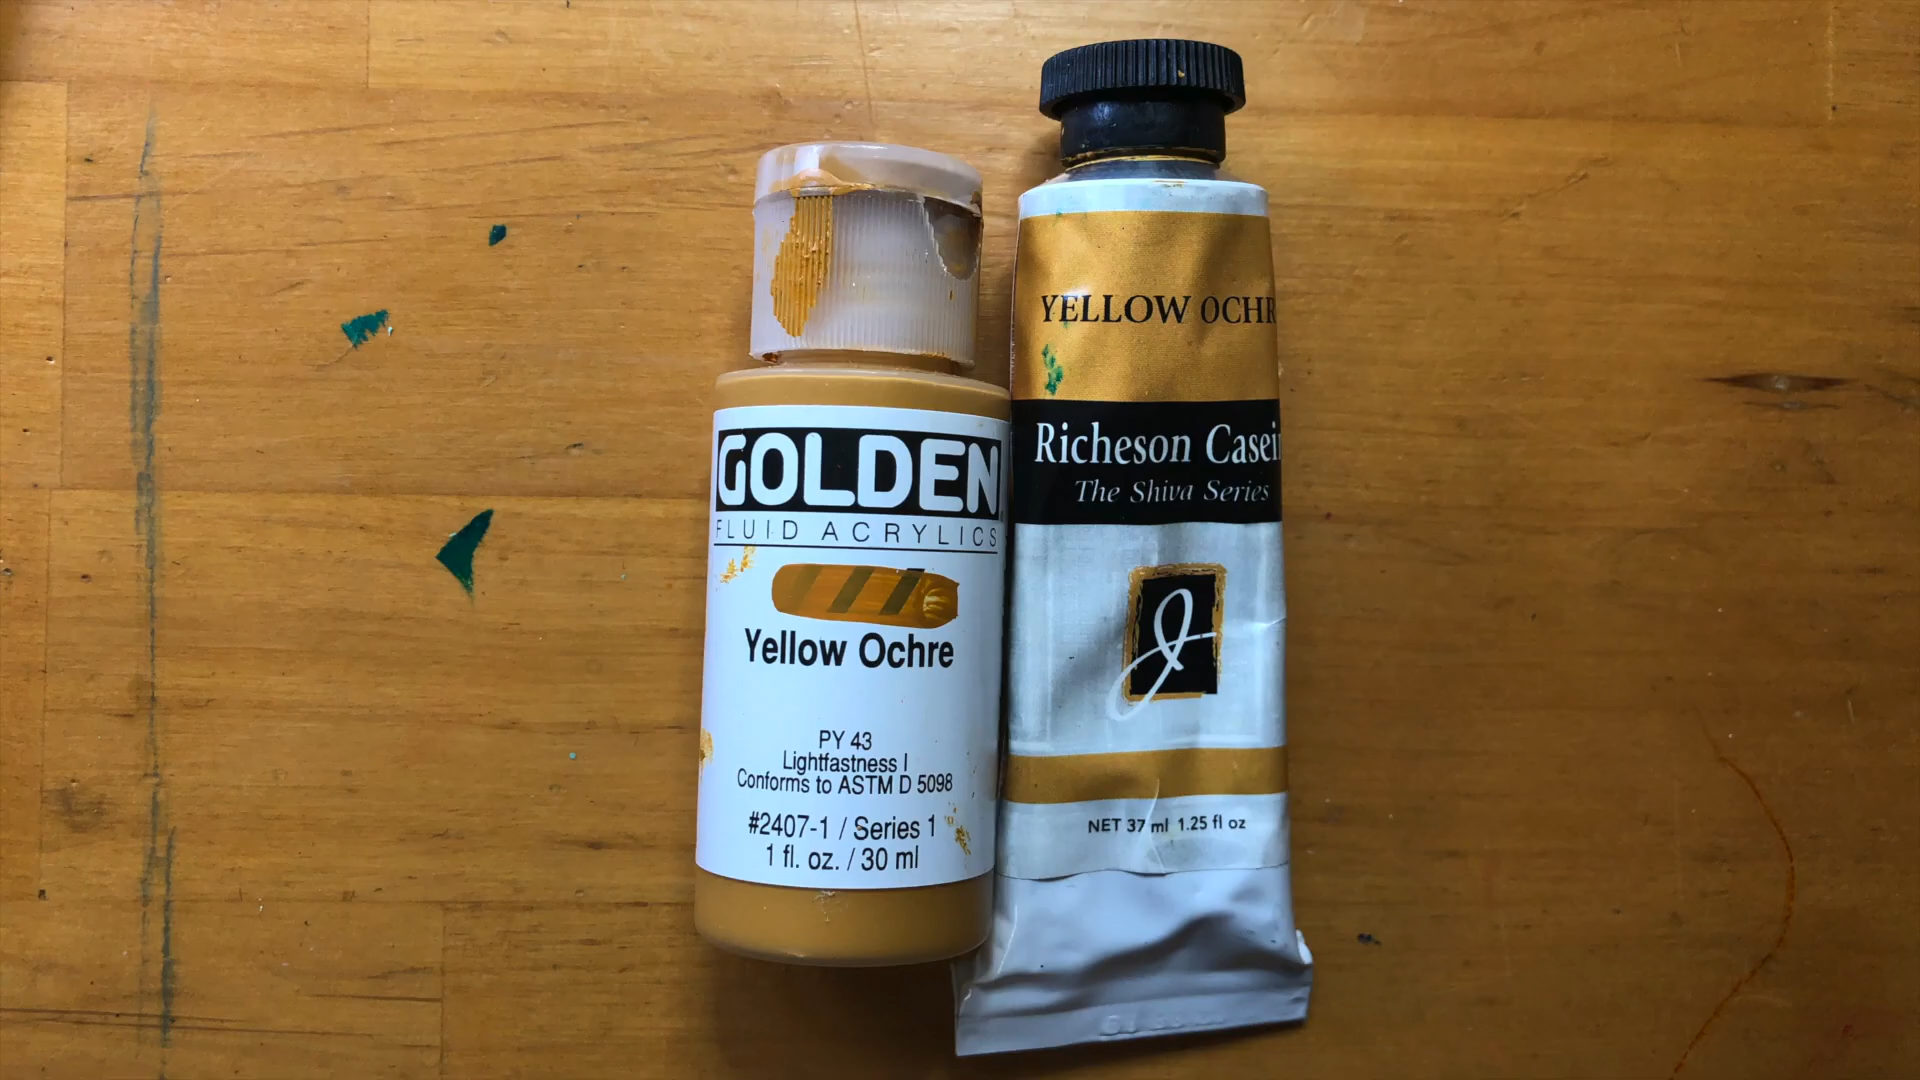 GOLDEN
FLUID ACRYLICS
Yellow Ochre
PY 43
Lightfastness I
Conforms to ASTM D 5098
#2407-1 / Series 1
1 fl. oz. / 30 ml
YELLOW OCHR
Richeson Casei
The Shiva Series
J
NET 37 ml 1.25 fl oz